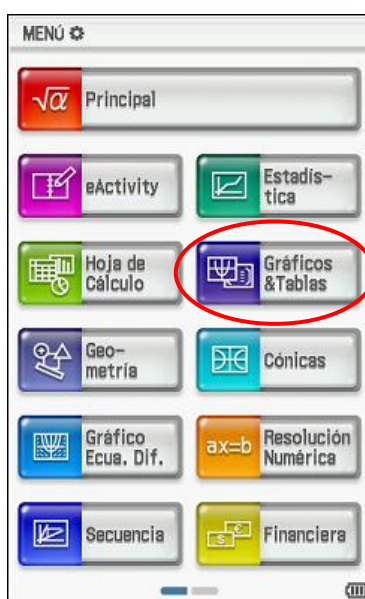 MENÚ
√α Principal
eActivity
Estadís-
tica
Hoja de
Cálculo
Gráficos
&Tablas
Geo-
metría
Cónicas
Gráfico
Ecua. Dif.
ax=b Resolución
Numérica
Secuencia
Financiera